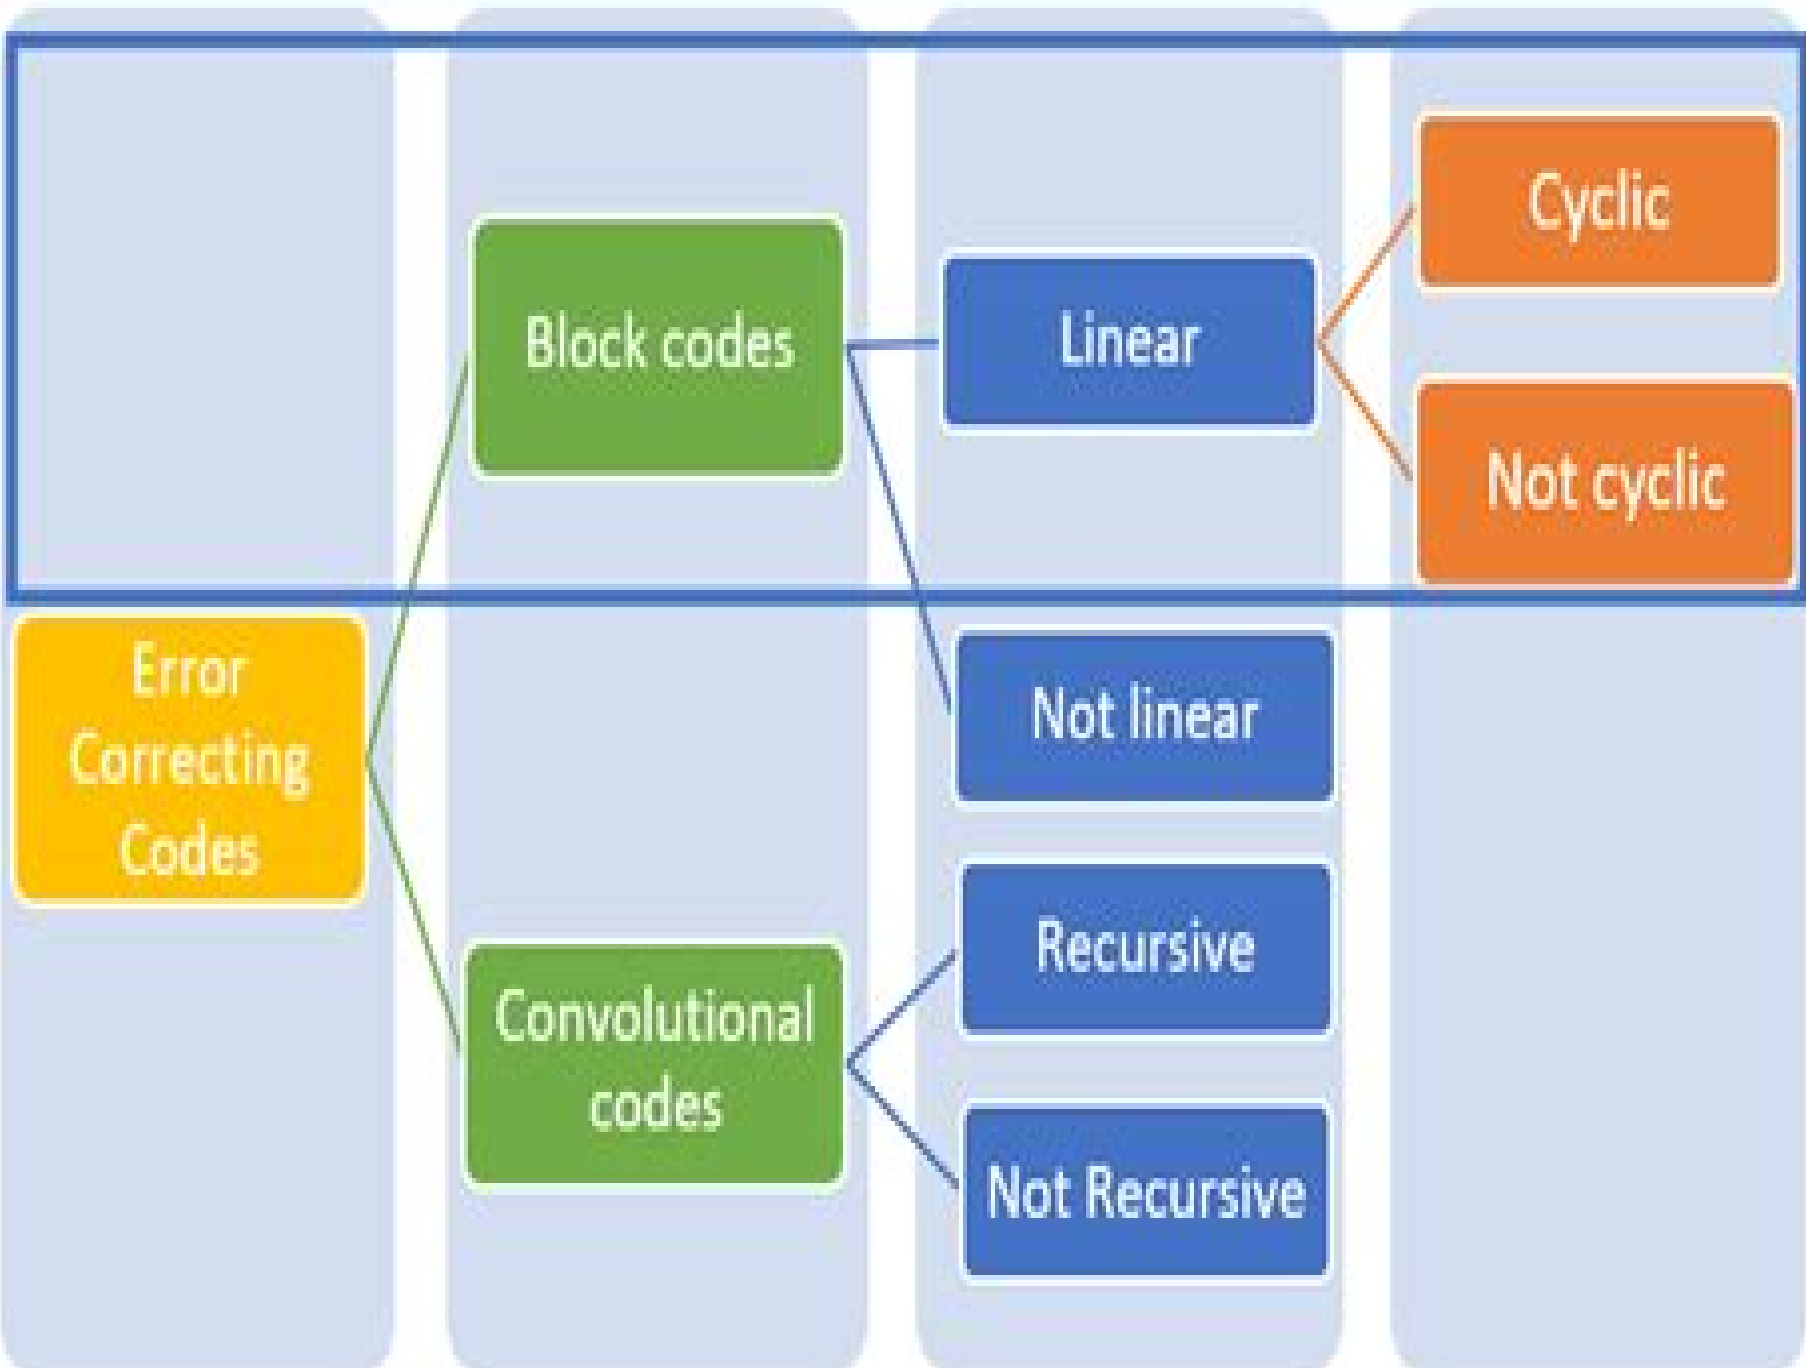 Error
Correcting
Codes
Block codes
Convolutional
codes
Linear
Not linear
Recursive
Not Recursive
Cyclic
Not cyclic